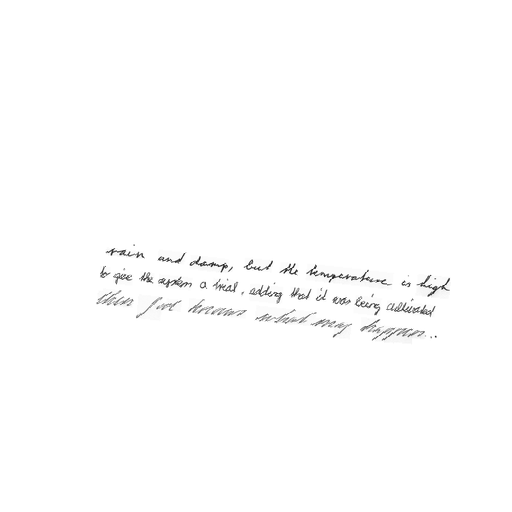 rain and damp, but the temperature is high
to give the system a trial, adding that it was being cultivated
then God knows what may happen...